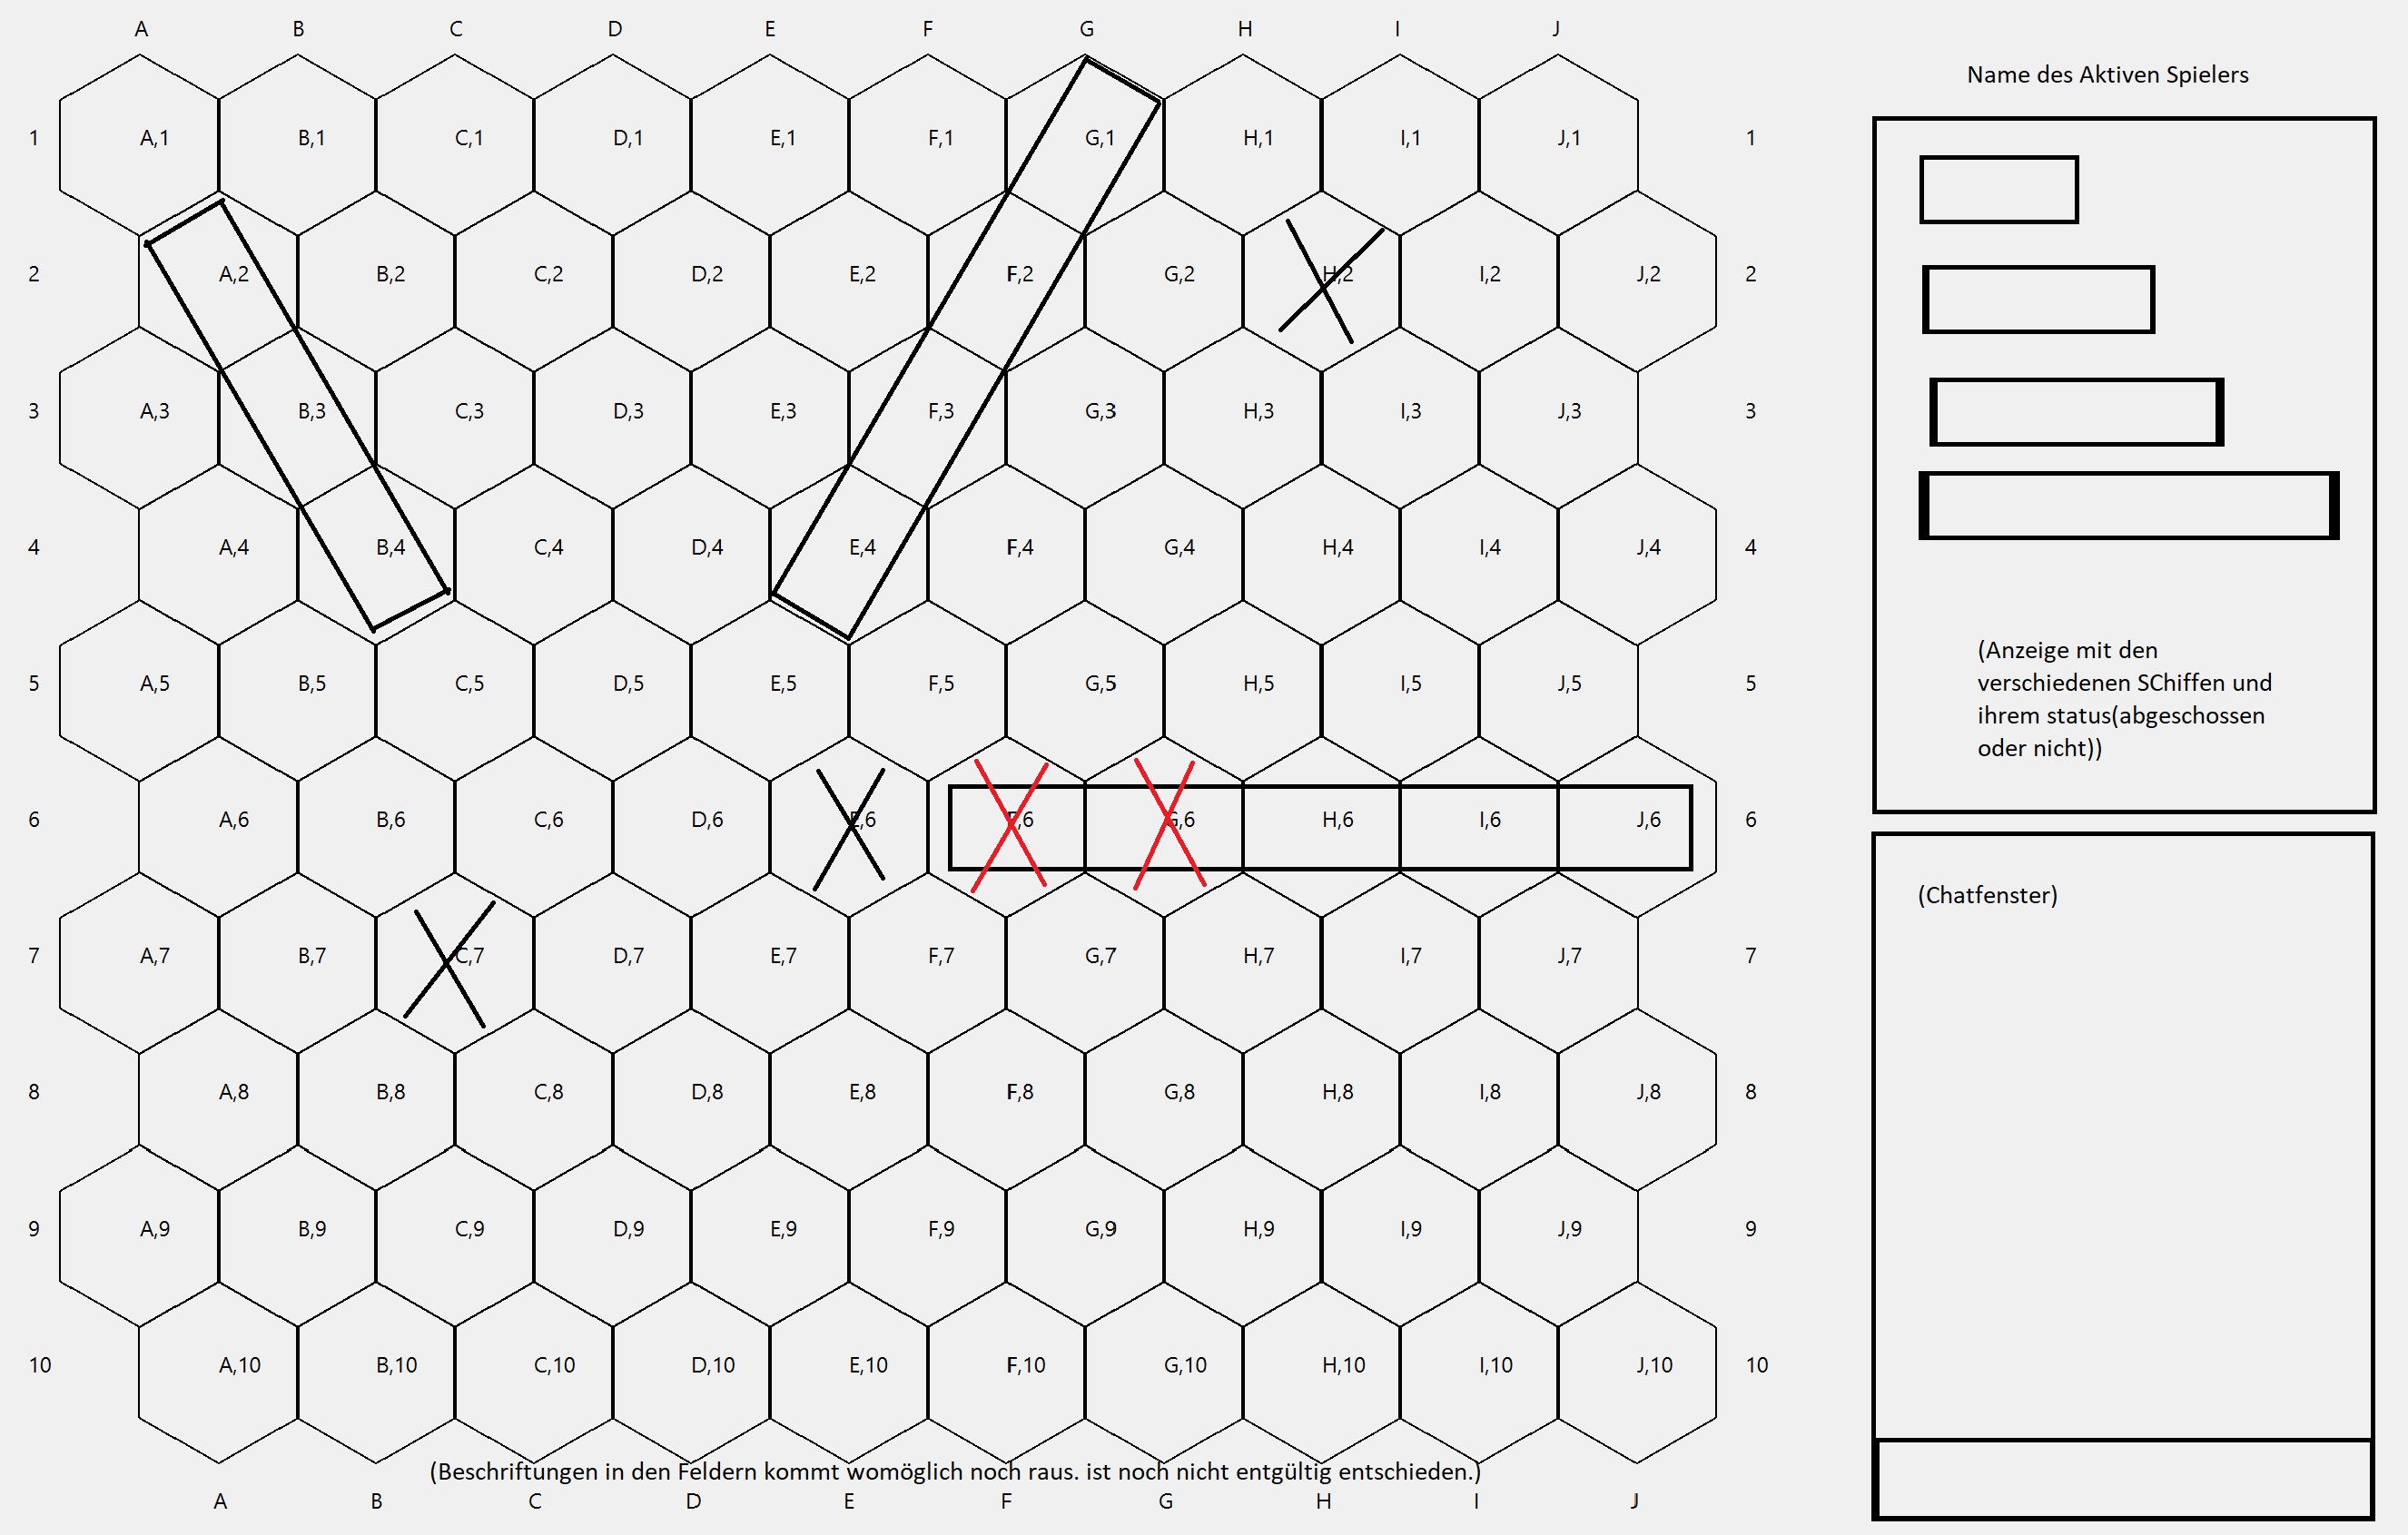 A B C D E F G H I J
Name des Aktiven Spielers
1 A,1 B,1 C,1 D,1 E,1 F,1 G,1 H,1 I,1 J,1 1
2 A,2 B,2 C,2 D,2 E,2 F,2 G,2 H,2 I,2 J,2 2
3 A,3 B,3 C,3 D,3 E,3 F,3 G,3 H,3 I,3 J,3 3
4 A,4 B,4 C,4 D,4 E,4 F,4 G,4 H,4 I,4 J,4 4
5 A,5 B,5 C,5 D,5 E,5 F,5 G,5 H,5 I,5 J,5 5
6 A,6 B,6 C,6 D,6 E,6 F,6 G,6 H,6 I,6 J,6 6
7 A,7 B,7 C,7 D,7 E,7 F,7 G,7 H,7 I,7 J,7 7
8 A,8 B,8 C,8 D,8 E,8 F,8 G,8 H,8 I,8 J,8 8
9 A,9 B,9 C,9 D,9 E,9 F,9 G,9 H,9 I,9 J,9 9
10 A,10 B,10 C,10 D,10 E,10 F,10 G,10 H,10 I,10 J,10 10
(Beschriftungen in den Feldern kommt womöglich noch raus. ist noch nicht entgültig entschieden.)
A B C D E F G H I J
(Anzeige mit den
verschiedenen SChiffen und
ihrem status(abgeschossen
oder nicht))
(Chatfenster)